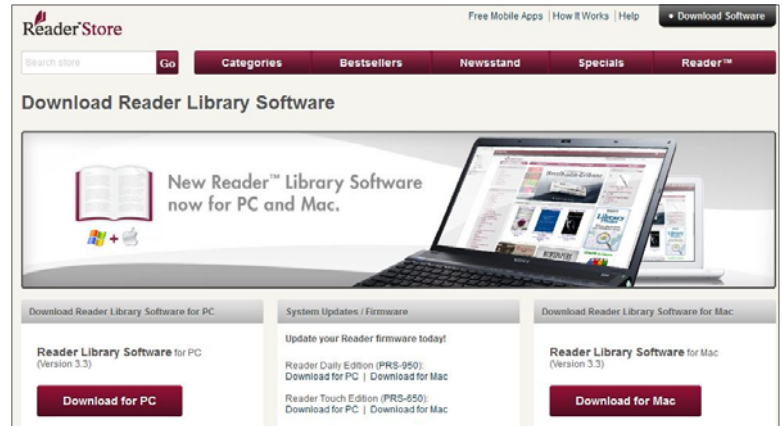 Reader Store
Free Mobile Apps | How It Works | Help
• Download Software
Search store
Go
Categories
Bestsellers
Newsstand
Specials
Reader™
Download Reader Library Software
New Reader™ Library Software
now for PC and Mac.
SONY
Download Reader Library Software for PC
Reader Library Software for PC
(Version 3.3)
Download for PC
System Updates / Firmware
Update your Reader firmware today!
Reader Daily Edition (PRS-950):
Download for PC | Download for Mac
Reader Touch Edition (PRS-650):
Download for PC | Download for Mac
Download Reader Library Software for Mac
Reader Library Software for Mac
(Version 3.3)
Download for Mac